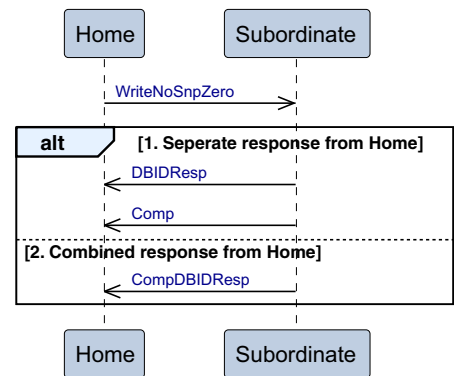 Home Subordinate
WriteNoSnpZero
alt [1. Seperate response from Home]
DBIDResp
Comp
[2. Combined response from Home]
CompDBIDResp
Home Subordinate